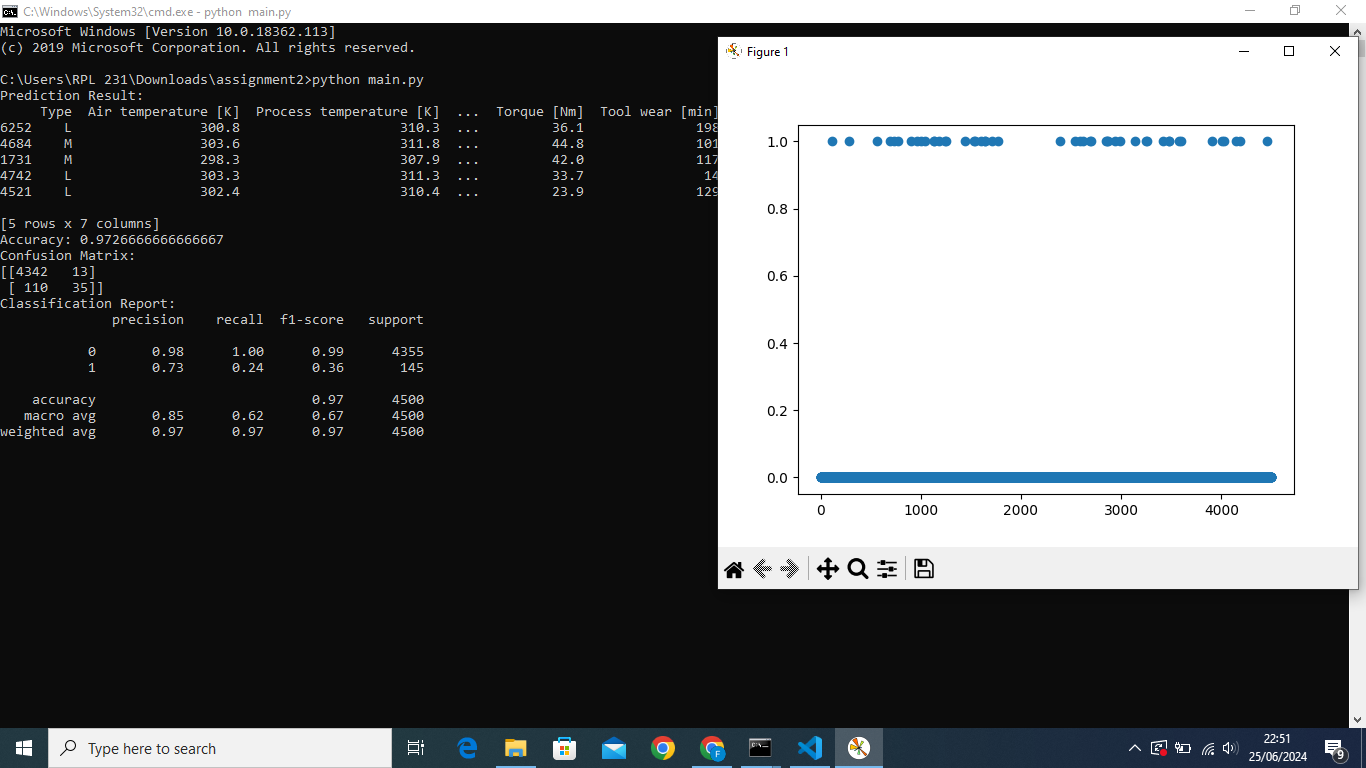 C:\Windows\System32\cmd.exe - python  main.py
Microsoft Windows [Version 10.0.18362.113]
(c) 2019 Microsoft Corporation. All rights reserved.
C:\Users\RPL 231\Downloads\assignment2>python main.py
Prediction Result:
     Type  Air temperature [K]  Process temperature [K]  ...  Torque [Nm]  Tool wear [min]
6252    L                300.8                    310.3  ...         36.1              198
4684    M                303.6                    311.8  ...         44.8              101
1731    M                298.3                    307.9  ...         42.0              117
4742    L                303.3                    311.3  ...         33.7               14
4521    L                302.4                    310.4  ...         23.9              129
[5 rows x 7 columns]
Accuracy: 0.9726666666666667
Confusion Matrix:
[[4342   13]
 [ 110   35]]
Classification Report:
              precision    recall  f1-score   support
           0       0.98      1.00      0.99      4355
           1       0.73      0.24      0.36       145
    accuracy                           0.97      4500
   macro avg       0.85      0.62      0.67      4500
weighted avg       0.97      0.97      0.97      4500
Figure 1
1.0
0.8
0.6
0.4
0.2
0.0
0 1000 2000 3000 4000
Type here to search
F
22:51
25/06/2024
9